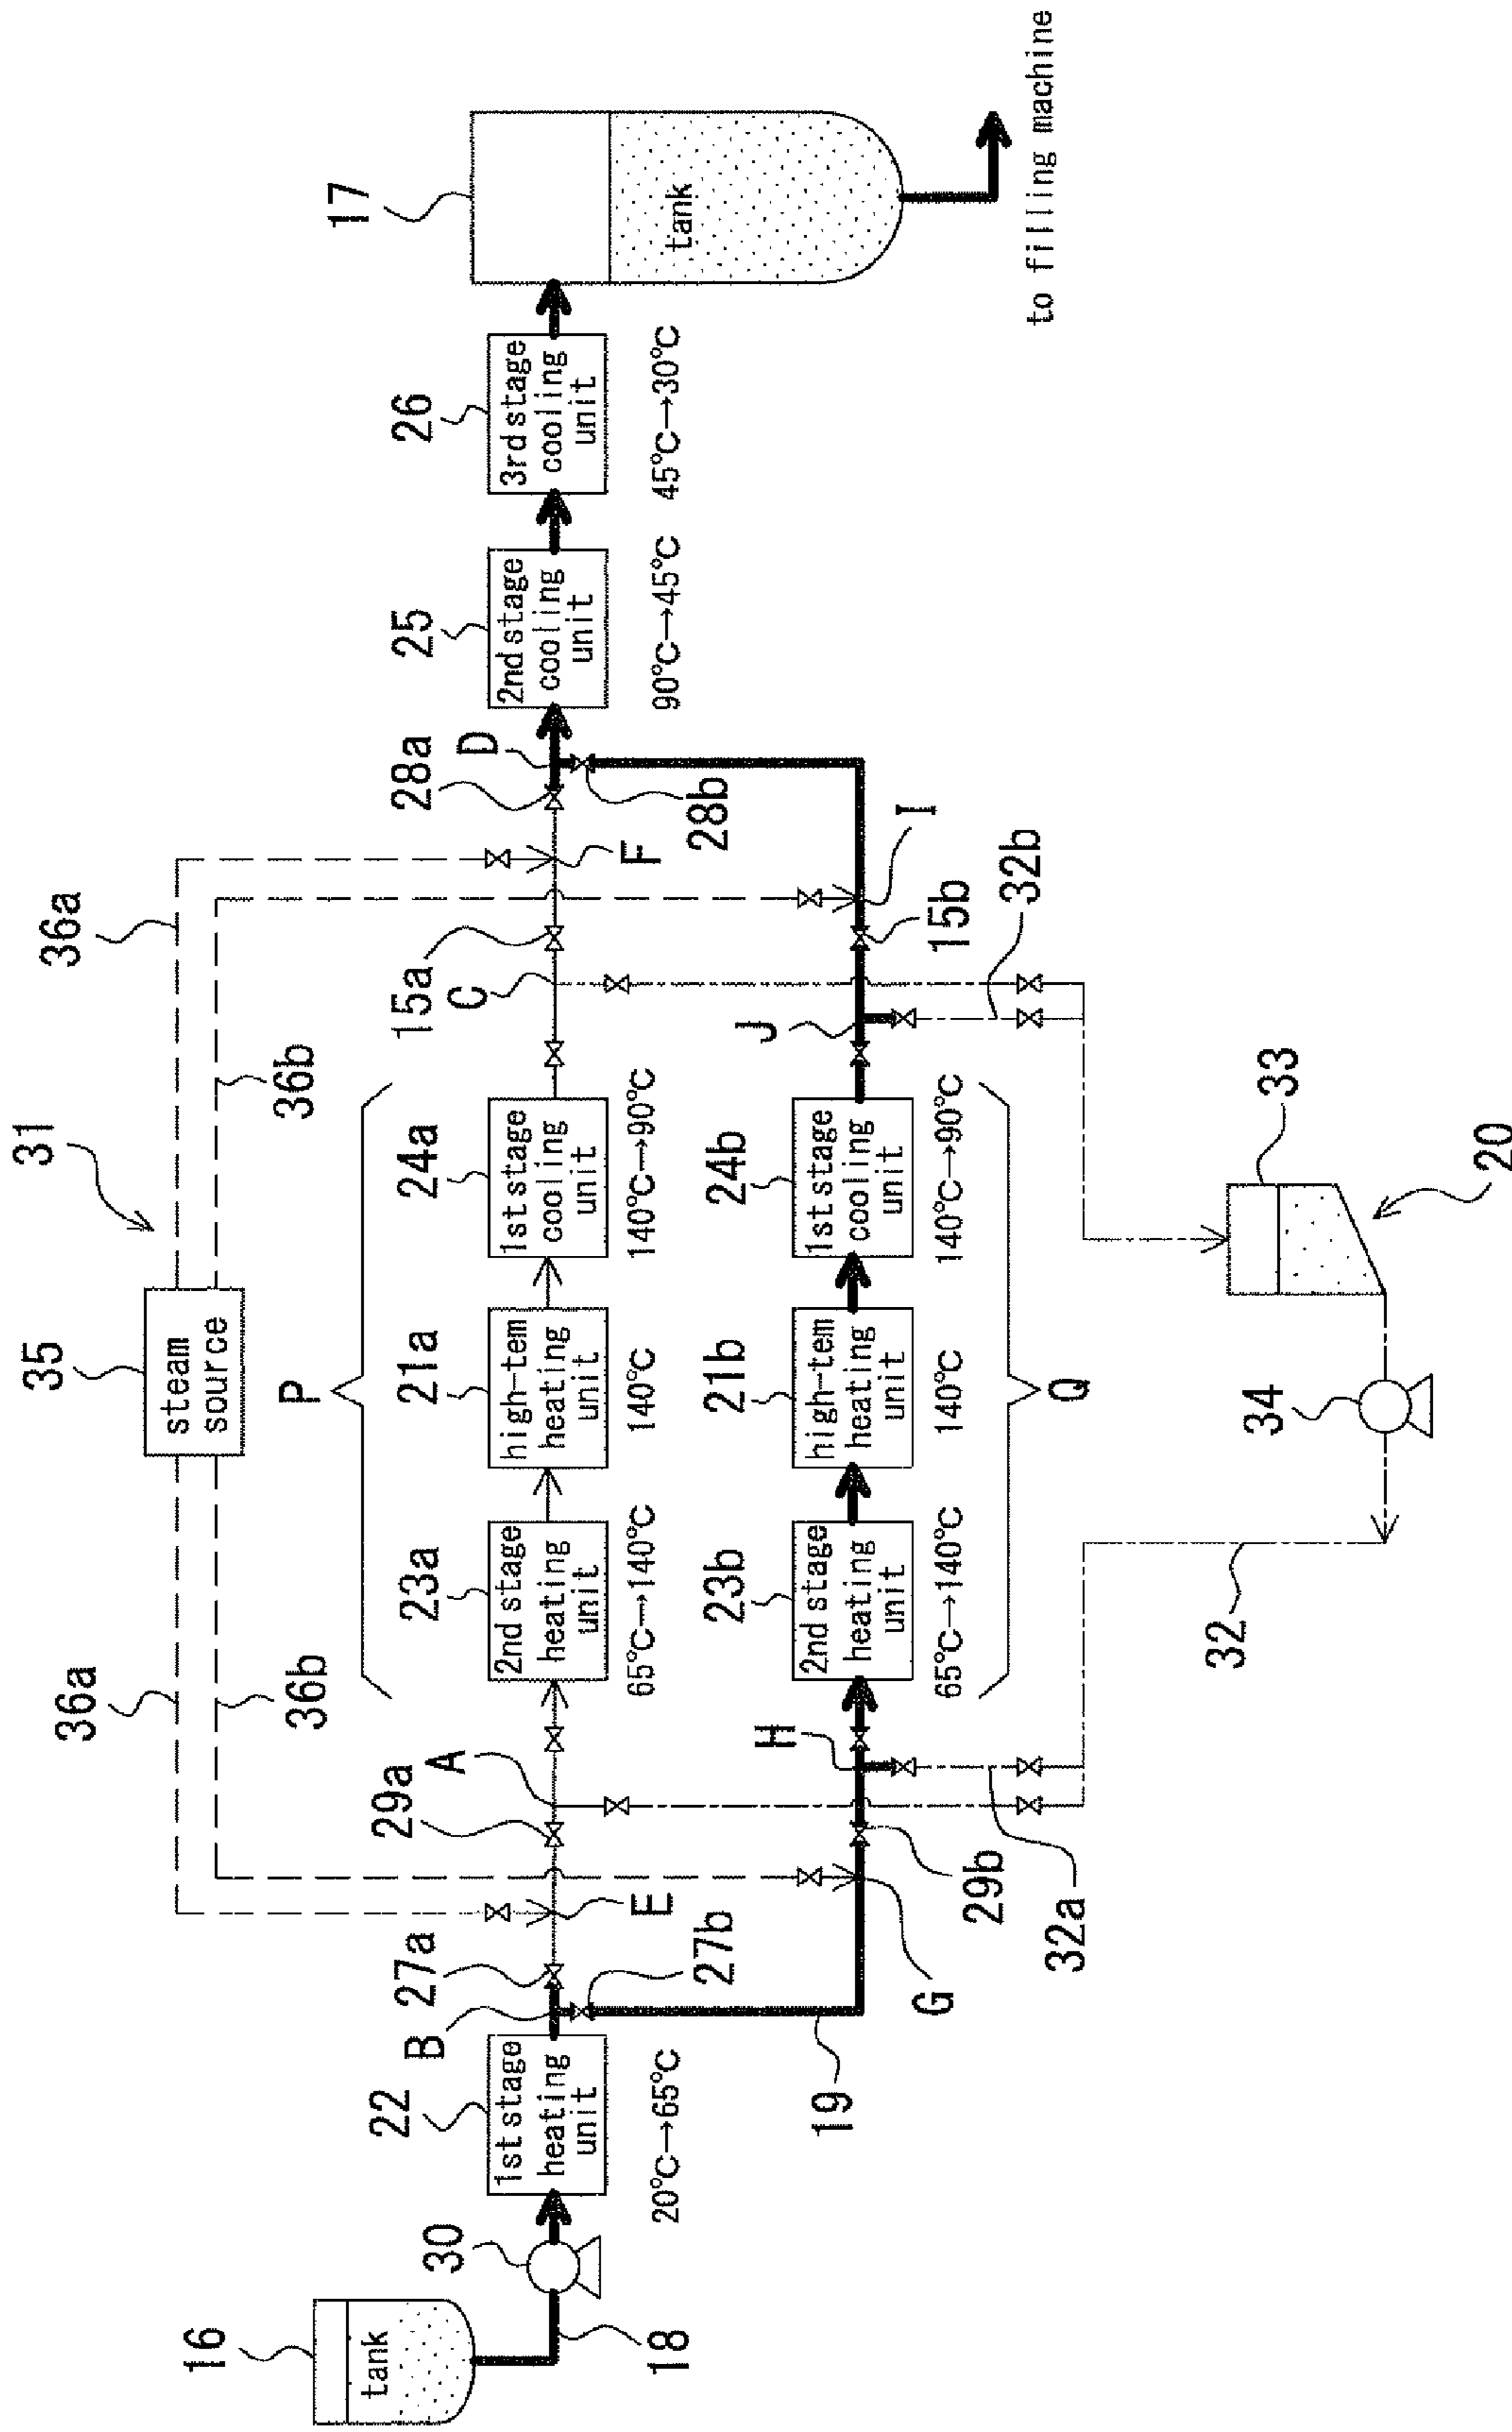 31
35
steam
source
36a
36b
36a
36b
16
tank
30
18
22
1st stage
heating
unit
20℃→65℃
B
27a
27b
19
E
29a
A
G
29b
H
32a
P
23a
2nd stage
heating
unit
65℃→140℃
21a
high-tem
heating
unit
140℃
24a
1st stage
cooling
unit
140℃→90℃
C
15a
F
28a
D
28b
25
2nd stage
cooling
unit
90℃→45℃
26
3rd stage
cooling
unit
45℃→30℃
17
tank
to filling machine
23b
2nd stage
heating
unit
65℃→140℃
21b
high-tem
heating
unit
140℃
24b
1st stage
cooling
unit
140℃→90℃
Q
J
15b
I
32b
32
34
33
20